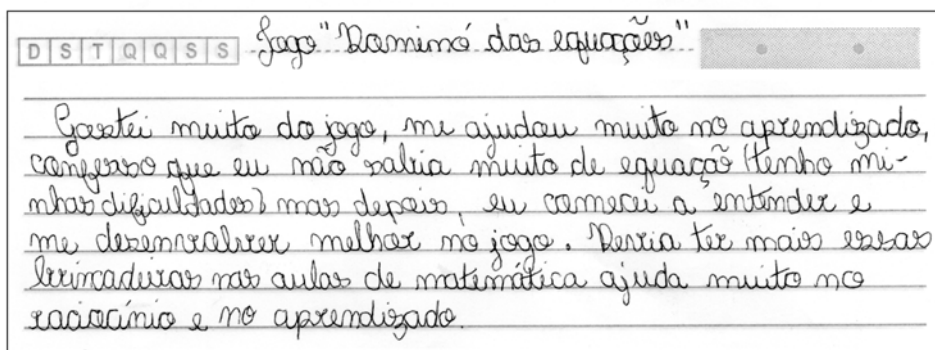 D S T Q Q S S Jogo "Dominó das equações"
Gostei muito do jogo, me ajudou muito no aprendizado,
confesso que eu não sabia muito de equação (tenho mi-
nhas dificuldades) mas depois, eu comecei a entender e
me desenvolver melhor no jogo. Devia ter mais essas
brincadeiras nas aulas de matemática ajuda muito no
raciocínio e no aprendizado.